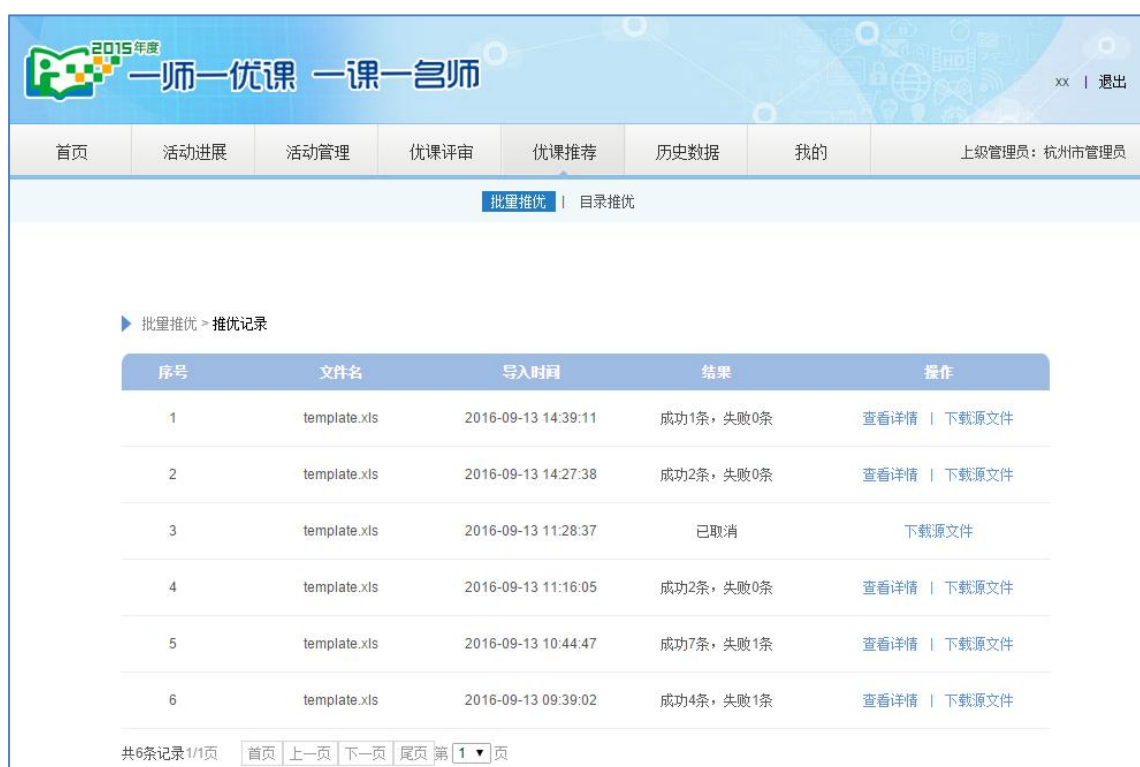 2015年度
一师一优课 一课一名师
xx | 退出
首页 活动进展 活动管理 优课评审 优课推荐 历史数据 我的 上级管理员：杭州市管理员
批量推优 | 目录推优
批量推优 > 推优记录
序号 文件名 导入时间 结果 操作
1 template.xls 2016-09-13 14:39:11 成功1条，失败0条 查看详情 | 下载源文件
2 template.xls 2016-09-13 14:27:38 成功2条，失败0条 查看详情 | 下载源文件
3 template.xls 2016-09-13 11:28:37 已取消 下载源文件
4 template.xls 2016-09-13 11:16:05 成功2条，失败0条 查看详情 | 下载源文件
5 template.xls 2016-09-13 10:44:47 成功7条，失败1条 查看详情 | 下载源文件
6 template.xls 2016-09-13 09:39:02 成功4条，失败1条 查看详情 | 下载源文件
共6条记录1/1页 首页 上一页 下一页 尾页 第 1 页